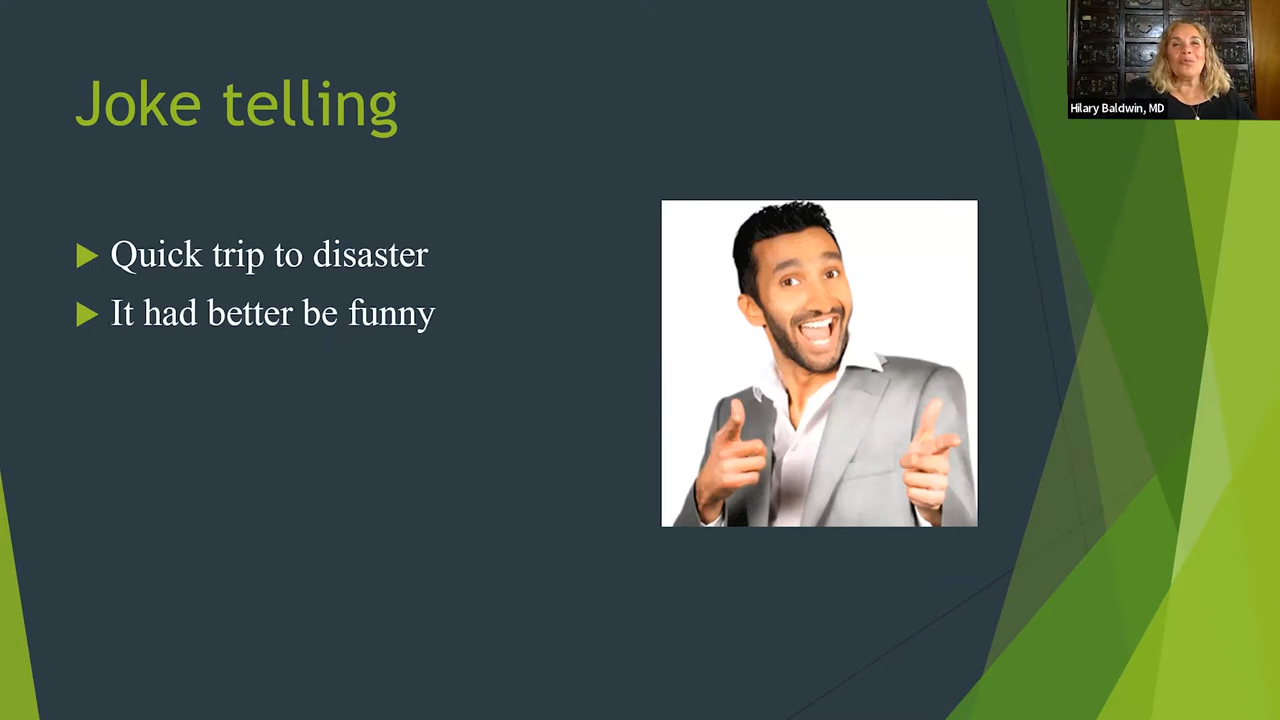 Joke telling
Quick trip to disaster
It had better be funny
Hilary Baldwin, MD